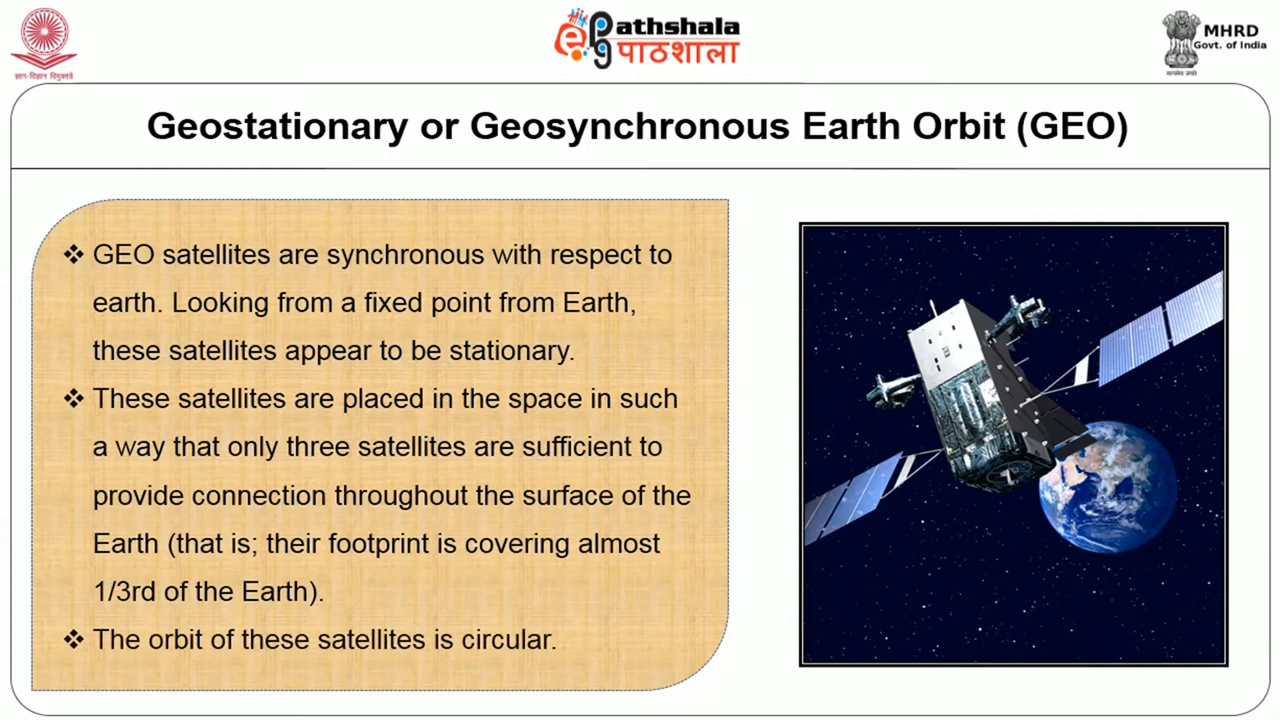 ज्ञान-विज्ञान विमुक्तये
ePathshala
पाठशाला
MHRD
Govt. of India
सत्यमेव जयते
Geostationary or Geosynchronous Earth Orbit (GEO)
❖ GEO satellites are synchronous with respect to
earth. Looking from a fixed point from Earth,
these satellites appear to be stationary.
❖ These satellites are placed in the space in such
a way that only three satellites are sufficient to
provide connection throughout the surface of the
Earth (that is; their footprint is covering almost
1/3rd of the Earth).
❖ The orbit of these satellites is circular.